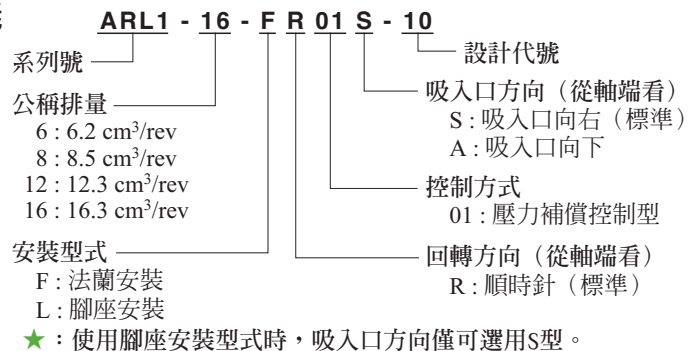 ARL1 - 16 - F R 01 S - 10
系列號
設計代號
公稱排量
6 : 6.2 cm³/rev
8 : 8.5 cm³/rev
12 : 12.3 cm³/rev
16 : 16.3 cm³/rev
吸入口方向（從軸端看）
S : 吸入口向右（標準）
A : 吸入口向下
控制方式
01 : 壓力補償控制型
安裝型式
F : 法蘭安裝
L : 腳座安裝
回轉方向（從軸端看）
R : 順時針（標準）
★：使用腳座安裝型式時，吸入口方向僅可選用S型。